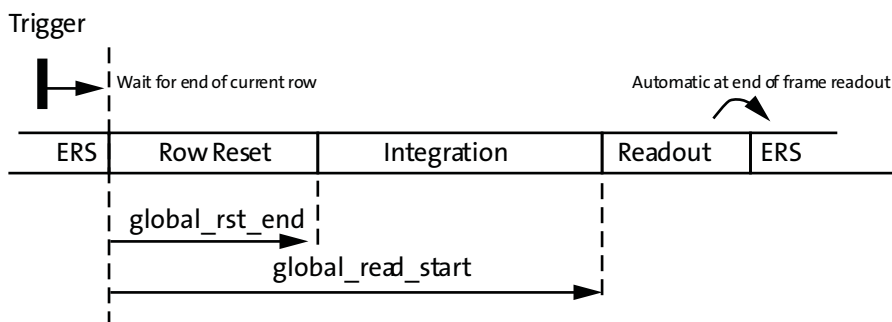 Trigger
Wait for end of current row
Automatic at end of frame readout
ERS
Row Reset
Integration
Readout
ERS
global_rst_end
global_read_start